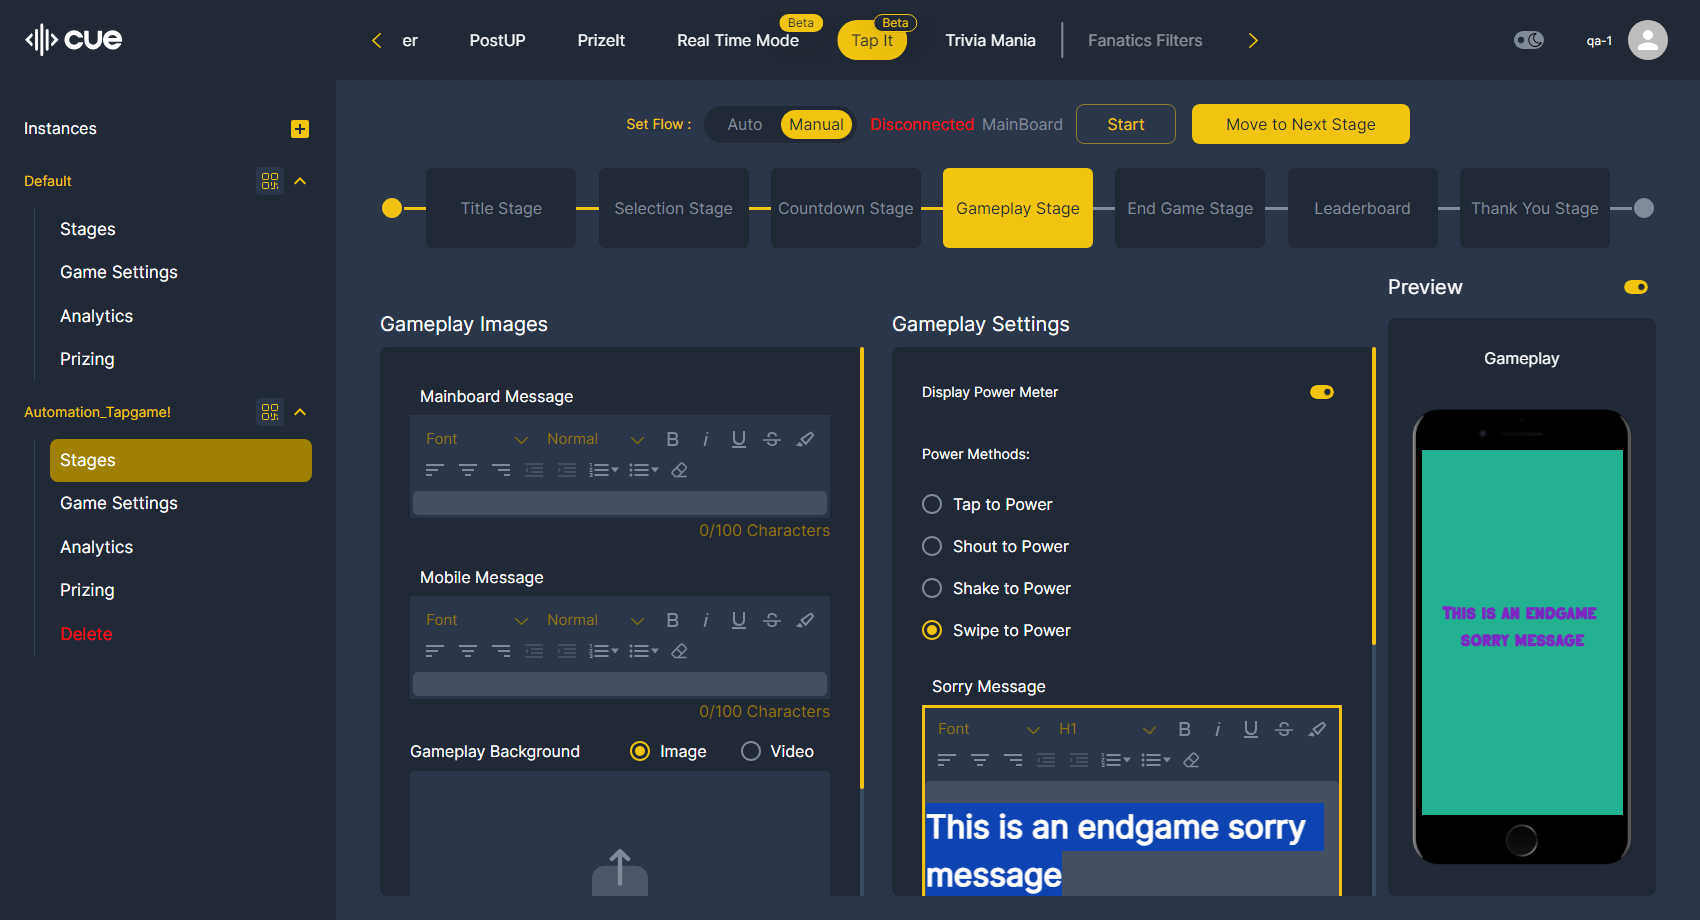 cue
er
PostUP
PrizeIt
Real Time Mode
Beta
Tap It
Beta
Trivia Mania
Fanatics Filters
qa-1
Instances
Default
Stages
Game Settings
Analytics
Prizing
Automation_Tapgame!
Stages
Game Settings
Analytics
Prizing
Delete
Set Flow :
Auto
Manual
Disconnected MainBoard
Start
Move to Next Stage
Title Stage
Selection Stage
Countdown Stage
Gameplay Stage
End Game Stage
Leaderboard
Thank You Stage
Gameplay Images
Mainboard Message
Font
Normal
B i U S
0/100 Characters
Mobile Message
Font
Normal
B i U S
0/100 Characters
Gameplay Background
Image
Video
Gameplay Settings
Display Power Meter
Power Methods:
Tap to Power
Shout to Power
Shake to Power
Swipe to Power
Sorry Message
Font
H1
B i U S
This is an endgame sorry
message
Preview
Gameplay
This is an endgame
sorry message